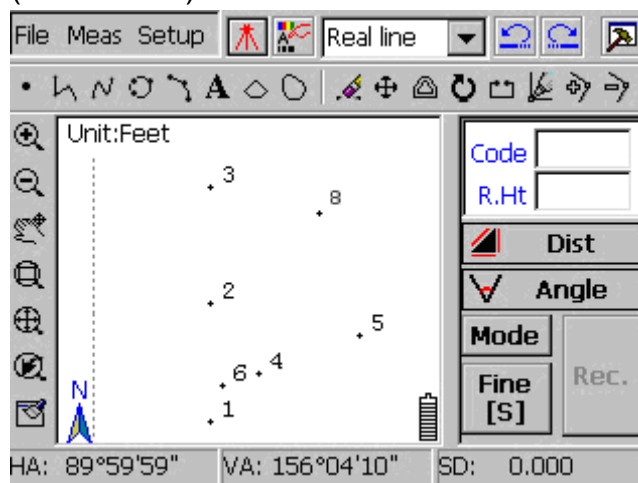 File Meas Setup Real line
A
Unit:Feet
Code
R.Ht
3
8
Dist
2
Angle
5
Mode
6 4
Rec.
Fine
[S]
N
1
HA: 89°59'59" VA: 156°04'10" SD: 0.000